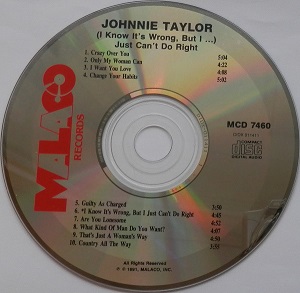 JOHNNIE TAYLOR
(I Know It's Wrong, But I ...)
Just Can't Do Right
1. Crazy Over You 5:04
2. Only My Woman Can 4:22
3. I Want You Love 4:08
4. Change Your Habits 5:02
MALACO
RECORDS
MCD 7460
COMPACT
disc
DIGITAL AUDIO
5. Guilty As Charged 3:50
6. *I Know It's Wrong, But I Just Can't Do Right 4:45
7. Are You Lonesome 4:52
8. What Kind Of Man Do You Want? 4:07
9. That's Just A Woman's Way 4:50
10. Country All The Way 3:55
All Rights Reserved
℗ © 1991, MALACO, INC.